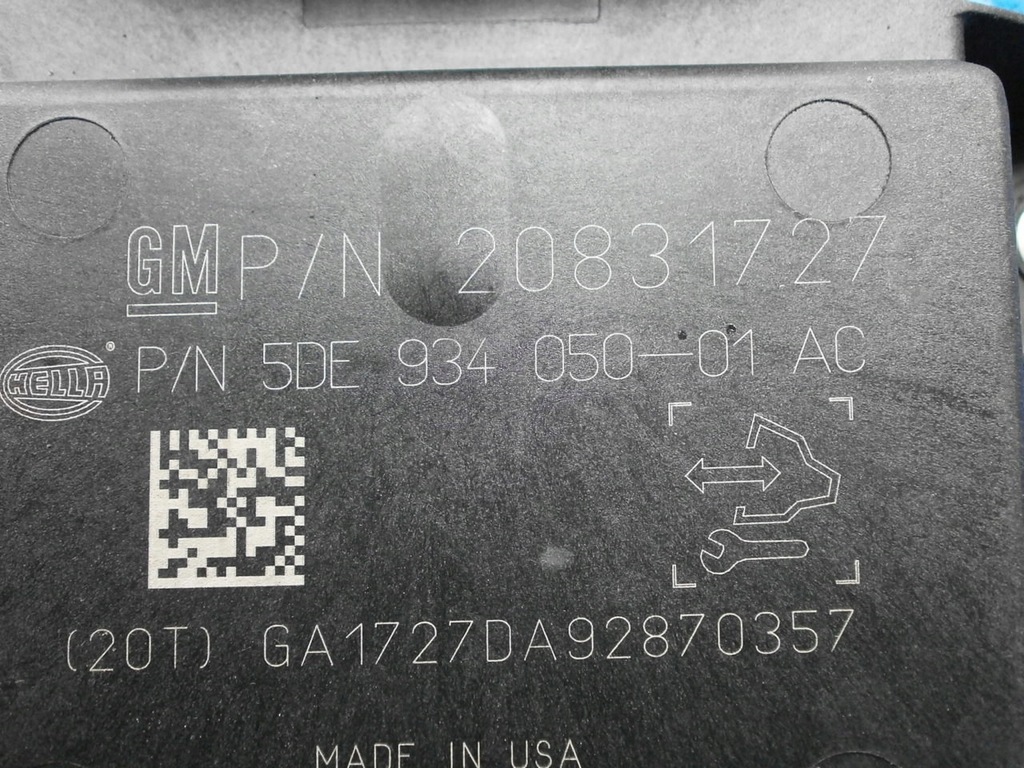 GM P/N 20831727
HELLA® P/N 5DE 934 050-01 AC
(20T) GA1727DA92870357
MADE IN USA